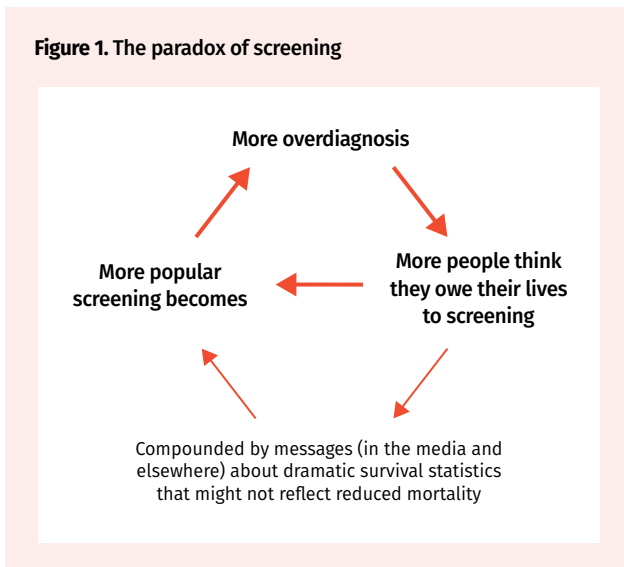 Figure 1. The paradox of screening
More overdiagnosis
More popular
screening becomes
More people think
they owe their lives
to screening
Compounded by messages (in the media and
elsewhere) about dramatic survival statistics
that might not reflect reduced mortality